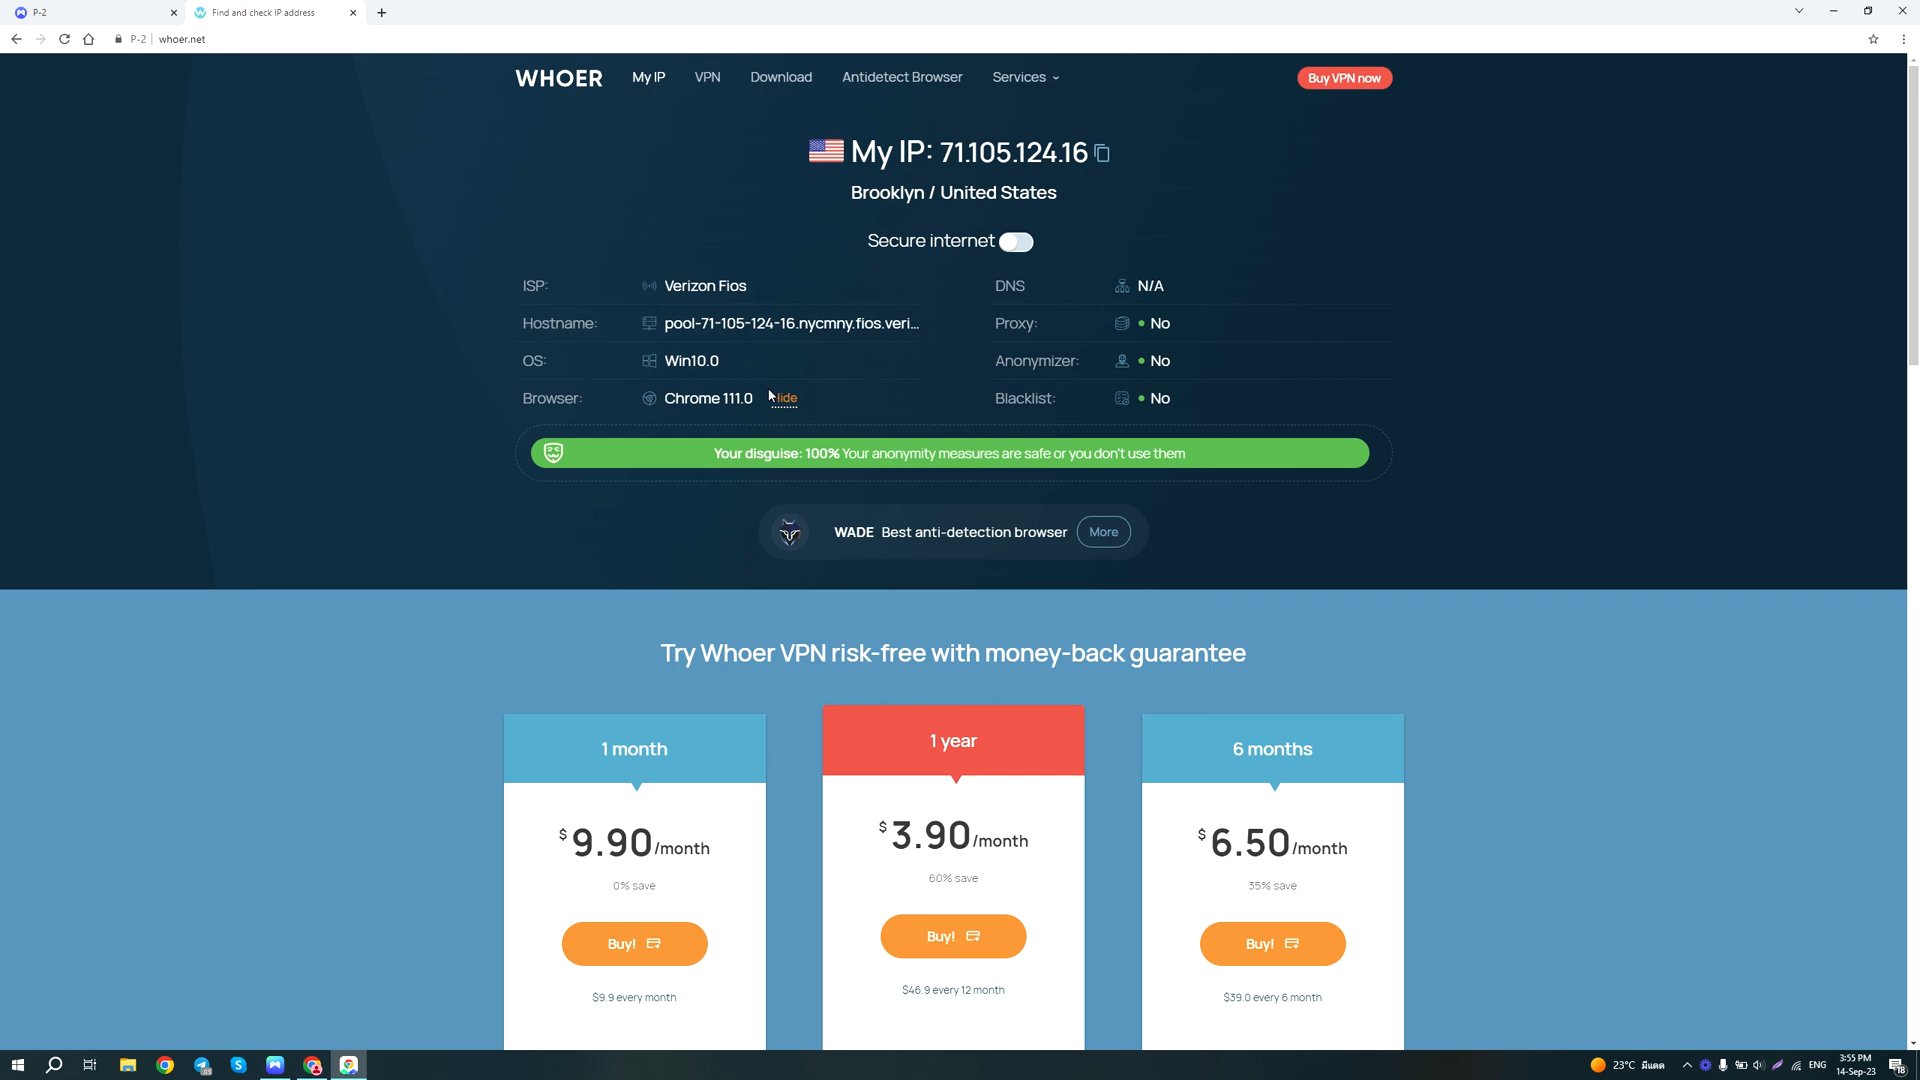 P-2
Find and check IP address
P-2 whoer.net
WHOER My IP VPN Download Antidetect Browser Services Buy VPN now
My IP: 71.105.124.16
Brooklyn / United States
Secure internet
ISP: Verizon Fios
Hostname: pool-71-105-124-16.nycmny.fios.veri...
OS: Win10.0
Browser: Chrome 111.0 Hide
DNS N/A
Proxy: No
Anonymizer: No
Blacklist: No
Your disguise: 100% Your anonymity measures are safe or you don't use them
WADE Best anti-detection browser More
Try Whoer VPN risk-free with money-back guarantee
1 month
$ 9.90 /month
0% save
Buy!
$9.9 every month
1 year
$ 3.90 /month
60% save
Buy!
$46.9 every 12 month
6 months
$ 6.50 /month
35% save
Buy!
$39.0 every 6 month
23°C มีแดด ENG
3:55 PM
14-Sep-23
18